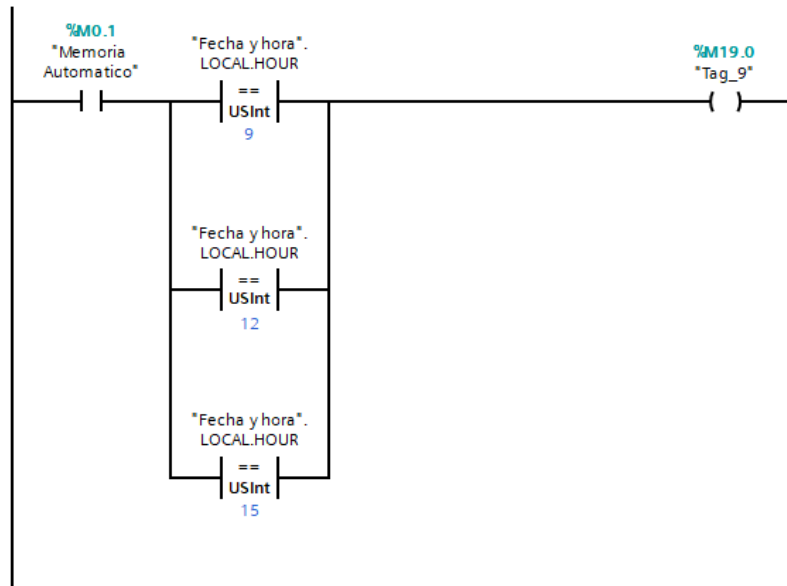 %M0.1
"Memoria
Automatico"
"Fecha y hora".
LOCAL.HOUR
==
USInt
9
%M19.0
"Tag_9"
"Fecha y hora".
LOCAL.HOUR
==
USInt
12
"Fecha y hora".
LOCAL.HOUR
==
USInt
15